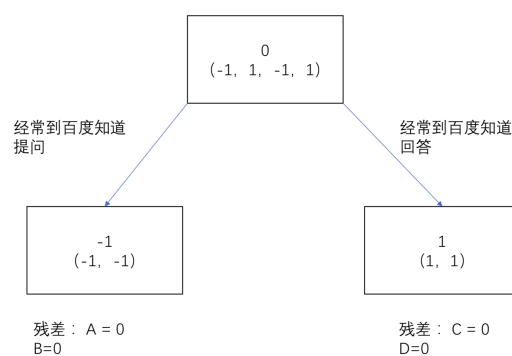 0
(-1, 1, -1, 1)
经常到百度知道
提问
经常到百度知道
回答
-1
(-1, -1)
1
(1, 1)
残差： A = 0
B=0
残差： C = 0
D=0